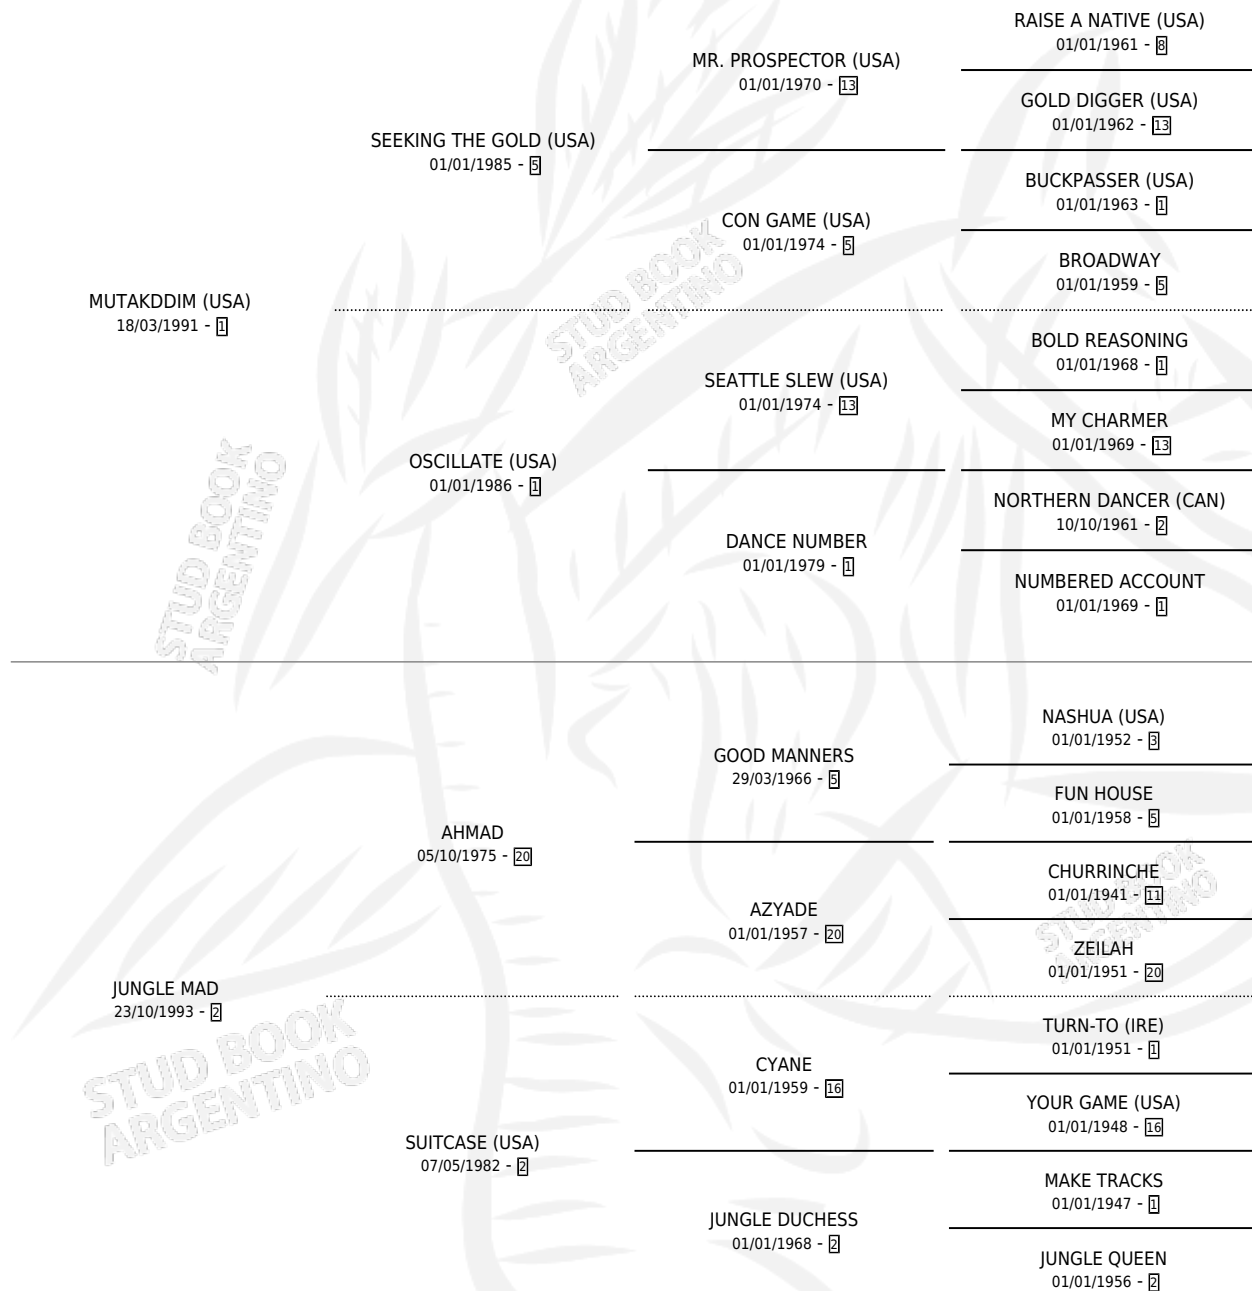 RAISE A NATIVE (USA)
01/01/1961 - 8
MR. PROSPECTOR (USA)
01/01/1970 - 13
GOLD DIGGER (USA)
01/01/1962 - 13
SEEKING THE GOLD (USA)
01/01/1985 - 5
BUCKPASSER (USA)
01/01/1963 - 1
CON GAME (USA)
01/01/1974 - 5
BROADWAY
01/01/1959 - 5
MUTAKDDIM (USA)
18/03/1991 - 1
BOLD REASONING
01/01/1968 - 1
SEATTLE SLEW (USA)
01/01/1974 - 13
MY CHARMER
01/01/1969 - 13
OSCILLATE (USA)
01/01/1986 - 1
NORTHERN DANCER (CAN)
10/10/1961 - 2
DANCE NUMBER
01/01/1979 - 1
NUMBERED ACCOUNT
01/01/1969 - 1
NASHUA (USA)
01/01/1952 - 3
GOOD MANNERS
29/03/1966 - 5
FUN HOUSE
01/01/1958 - 5
AHMAD
05/10/1975 - 20
CHURRINCHE
01/01/1941 - 11
AZYADE
01/01/1957 - 20
ZEILAH
01/01/1951 - 20
JUNGLE MAD
23/10/1993 - 2
TURN-TO (IRE)
01/01/1951 - 1
CYANE
01/01/1959 - 16
YOUR GAME (USA)
01/01/1948 - 16
SUITCASE (USA)
07/05/1982 - 2
MAKE TRACKS
01/01/1947 - 1
JUNGLE DUCHESS
01/01/1968 - 2
JUNGLE QUEEN
01/01/1956 - 2
STUD BOOK
ARGENTINO
STUD BOOK
ARGENTINO
STUD BOOK
ARGENTINO
STUD BOOK
ARGENTINO